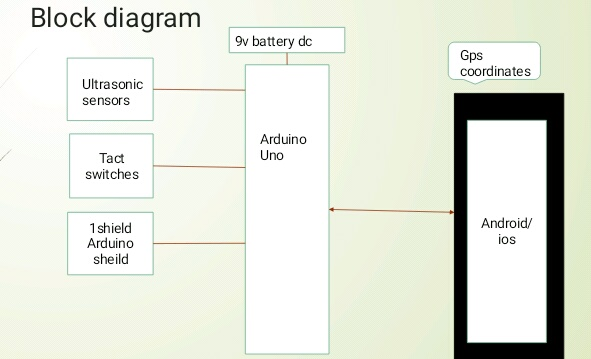 Block diagram
9v battery dc
Gps
coordinates
Ultrasonic
sensors
Arduino
Uno
Tact
switches
1shield
Arduino
sheild
Android/
ios